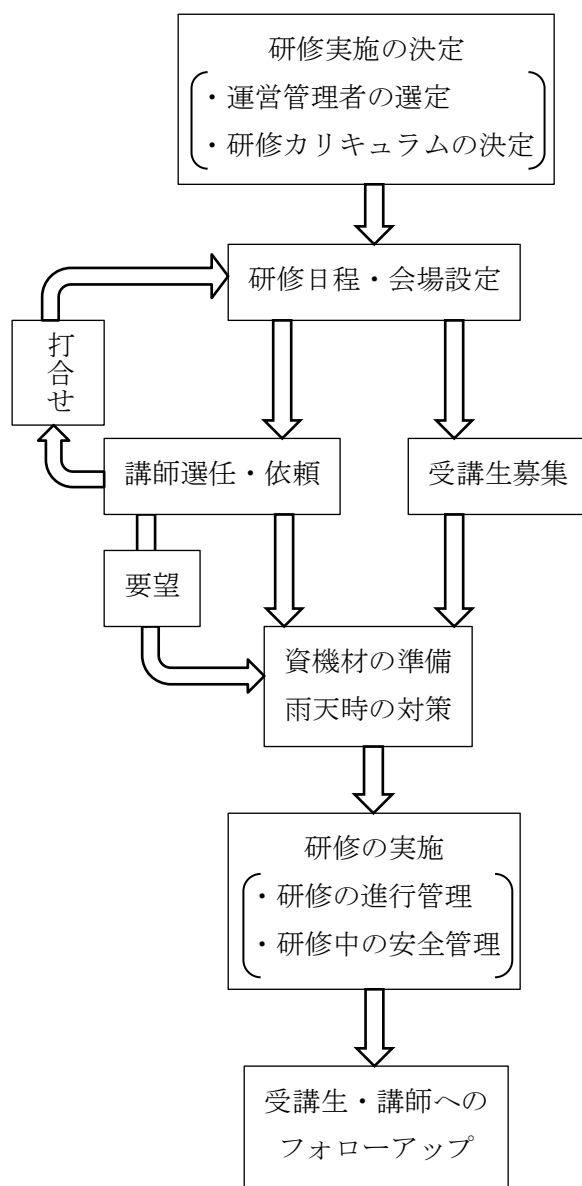 研修実施の決定
・運営管理者の選定
・研修カリキュラムの決定
研修日程・会場設定
打合せ
講師選任・依頼
受講生募集
要望
資機材の準備
雨天時の対策
研修の実施
・研修の進行管理
・研修中の安全管理
受講生・講師への
フォローアップ